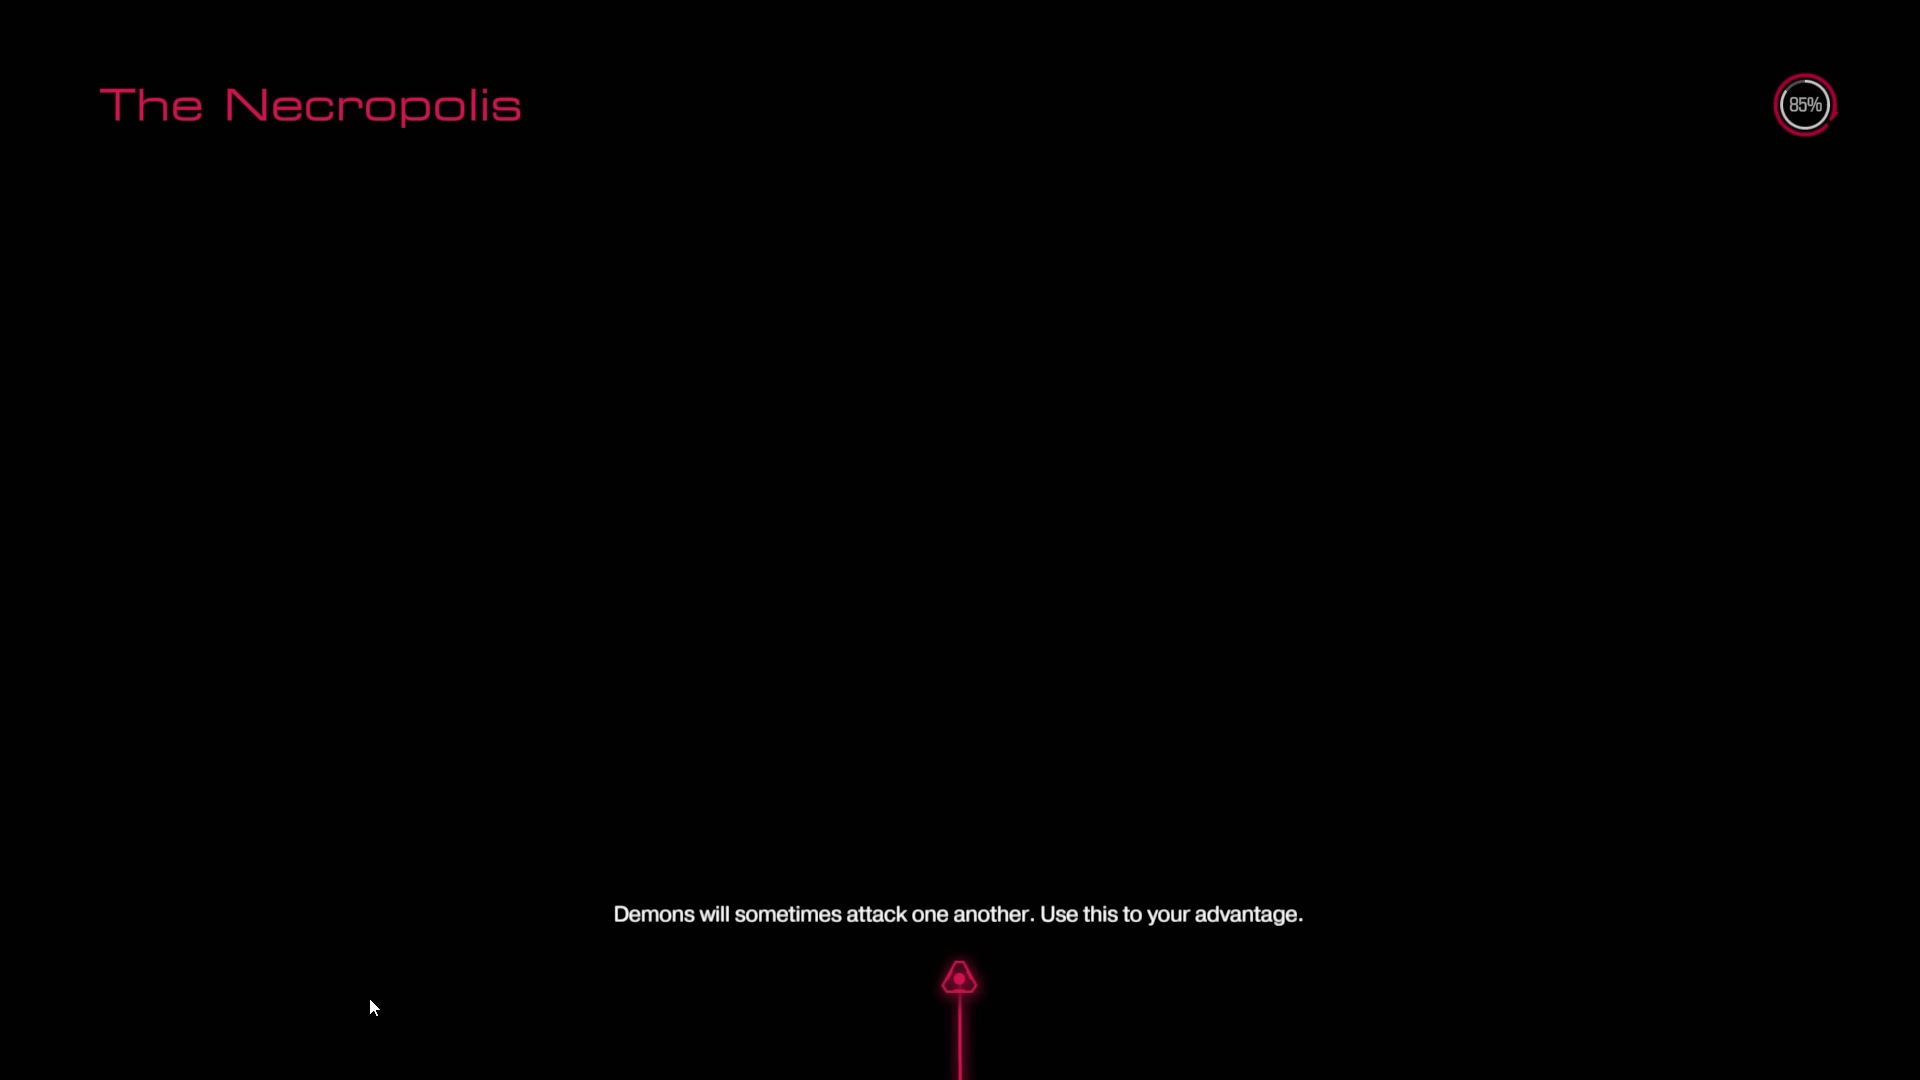 The Necropolis
85%
Demons will sometimes attack one another. Use this to your advantage.